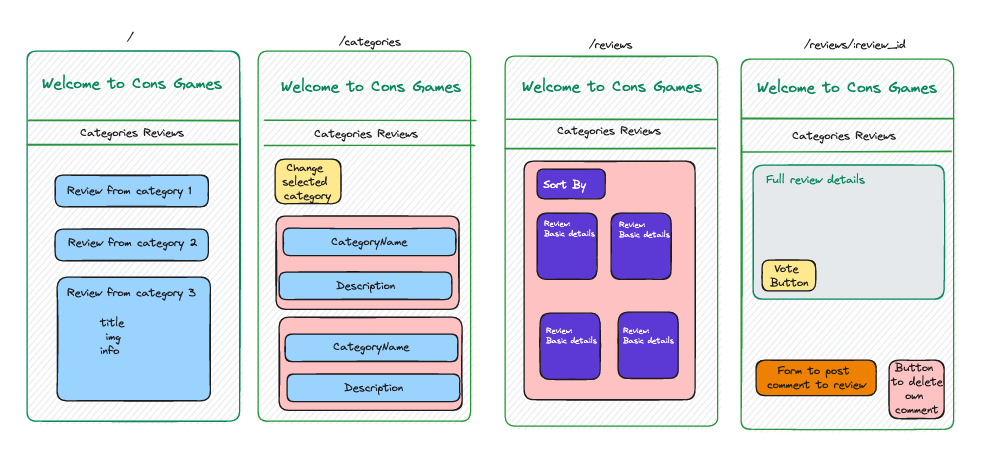 /
Welcome to Cons Games
Categories Reviews
Review from category 1
Review from category 2
Review from category 3
title
img
info
/categories
Welcome to Cons Games
Categories Reviews
Change
selected
category
CategoryName
Description
CategoryName
Description
/reviews
Welcome to Cons Games
Categories Reviews
Sort By
Review:
Basic details
Review:
Basic details
Review:
Basic details
Review:
Basic details
/reviews/:review_id
Welcome to Cons Games
Categories Reviews
Full review details
Vote
Button
Form to post
comment to review
Button
to delete
own
comment